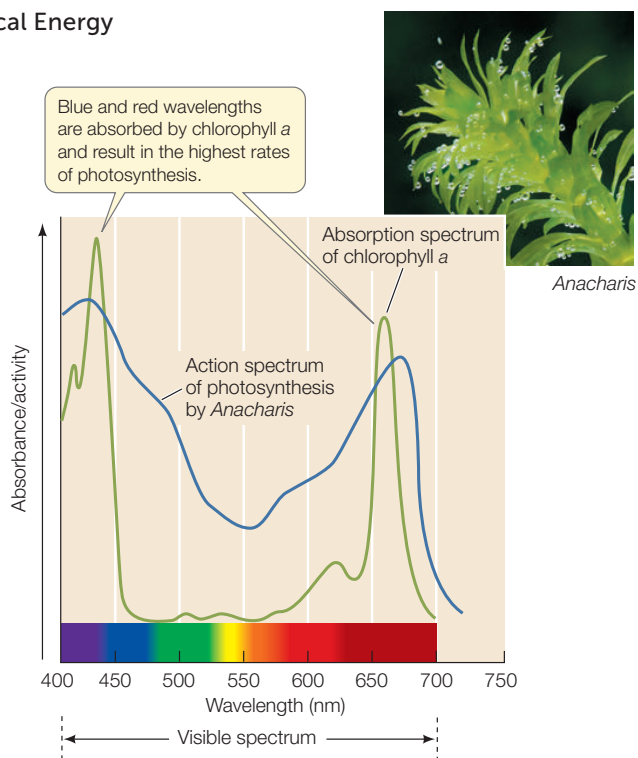 cal Energy
Blue and red wavelengths
are absorbed by chlorophyll a
and result in the highest rates
of photosynthesis.
Absorption spectrum
of chlorophyll a
Anacharis
Action spectrum
of photosynthesis
by Anacharis
Absorbance/activity
400 450 500 550 600 650 700 750
Wavelength (nm)
Visible spectrum